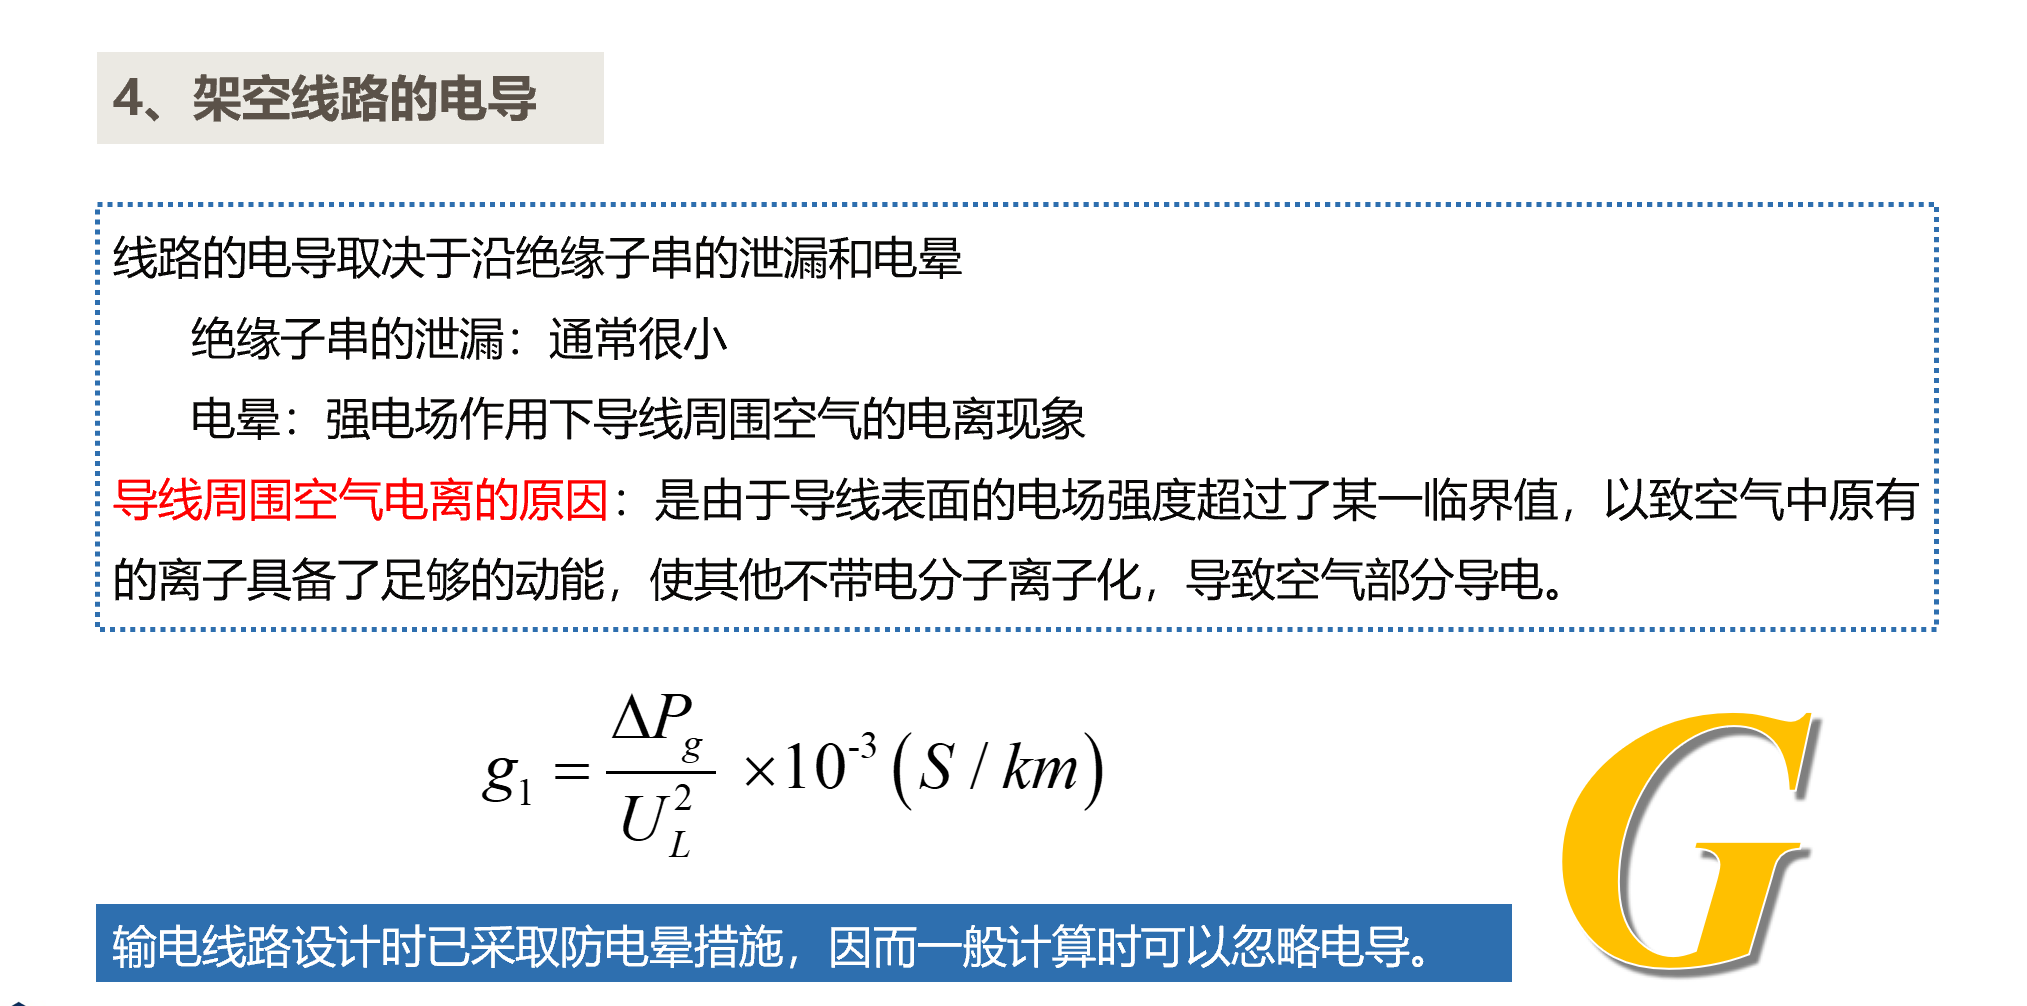 4、架空线路的电导
线路的电导取决于沿绝缘子串的泄漏和电晕
绝缘子串的泄漏：通常很小
电晕：强电场作用下导线周围空气的电离现象
导线周围空气电离的原因：是由于导线表面的电场强度超过了某一临界值，以致空气中原有
的离子具备了足够的动能，使其他不带电分子离子化，导致空气部分导电。
g₁ = ΔP_g / U_L² ×10⁻³ (S / km)
G
输电线路设计时已采取防电晕措施，因而一般计算时可以忽略电导。